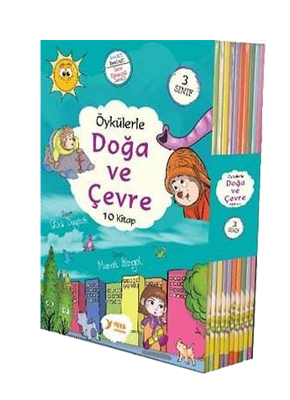 3
SINIF
Öykülerle
Doğa
ve
Çevre
10 Kitap
Öykülerle
Doğa
ve
Çevre
3
SINIF